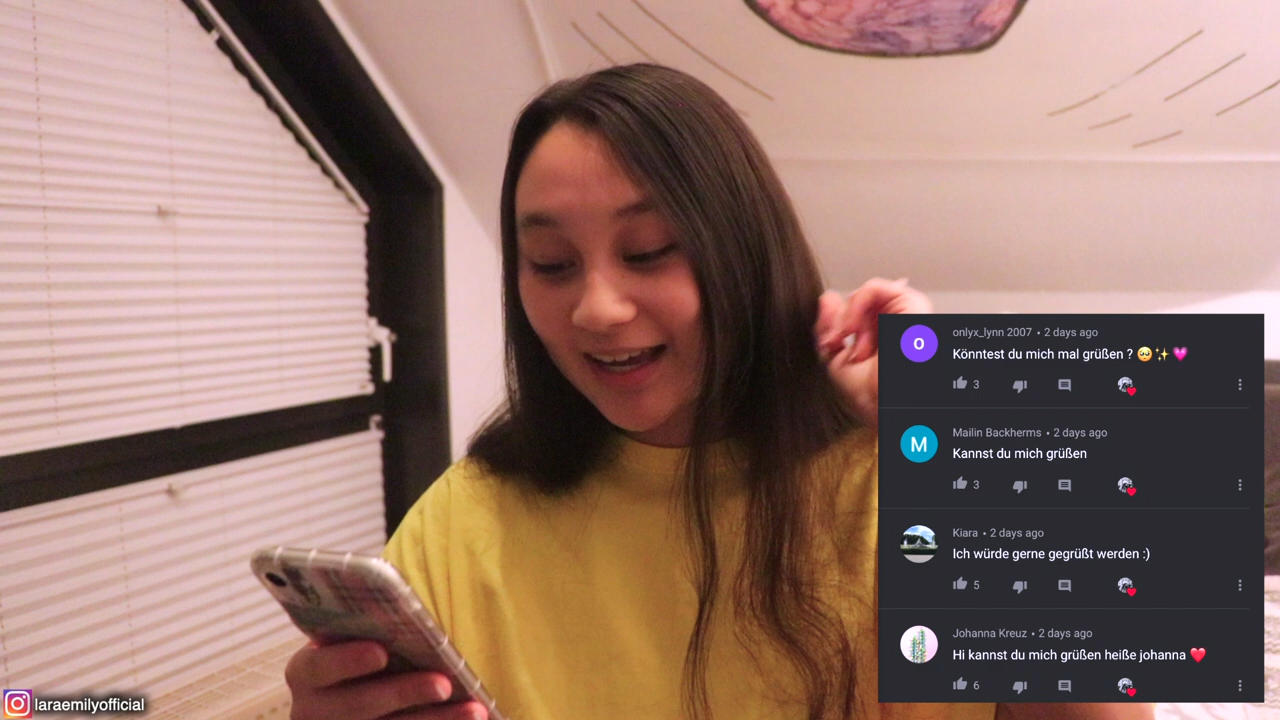 onlyx_lynn 2007 • 2 days ago
Könntest du mich mal grüßen ? 🥺✨💗
3
Mailin Backherms • 2 days ago
Kannst du mich grüßen
3
Kiara • 2 days ago
Ich würde gerne gegrüßt werden :)
5
Johanna Kreuz • 2 days ago
Hi kannst du mich grüßen heiße johanna ❤️
6
O
M
laraemilyofficial